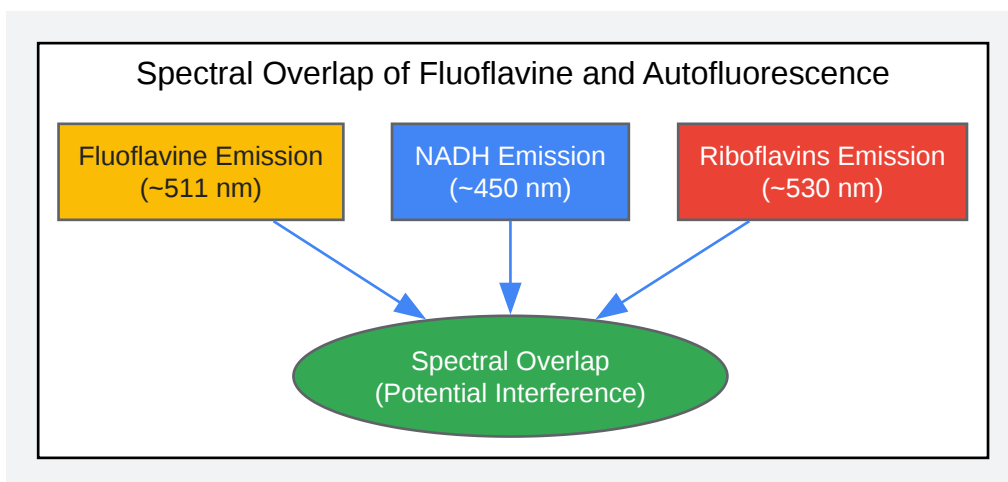 Spectral Overlap of Fluoflavine and Autofluorescence
Fluoflavine Emission
(~511 nm)
NADH Emission
(~450 nm)
Riboflavins Emission
(~530 nm)
Spectral Overlap
(Potential Interference)